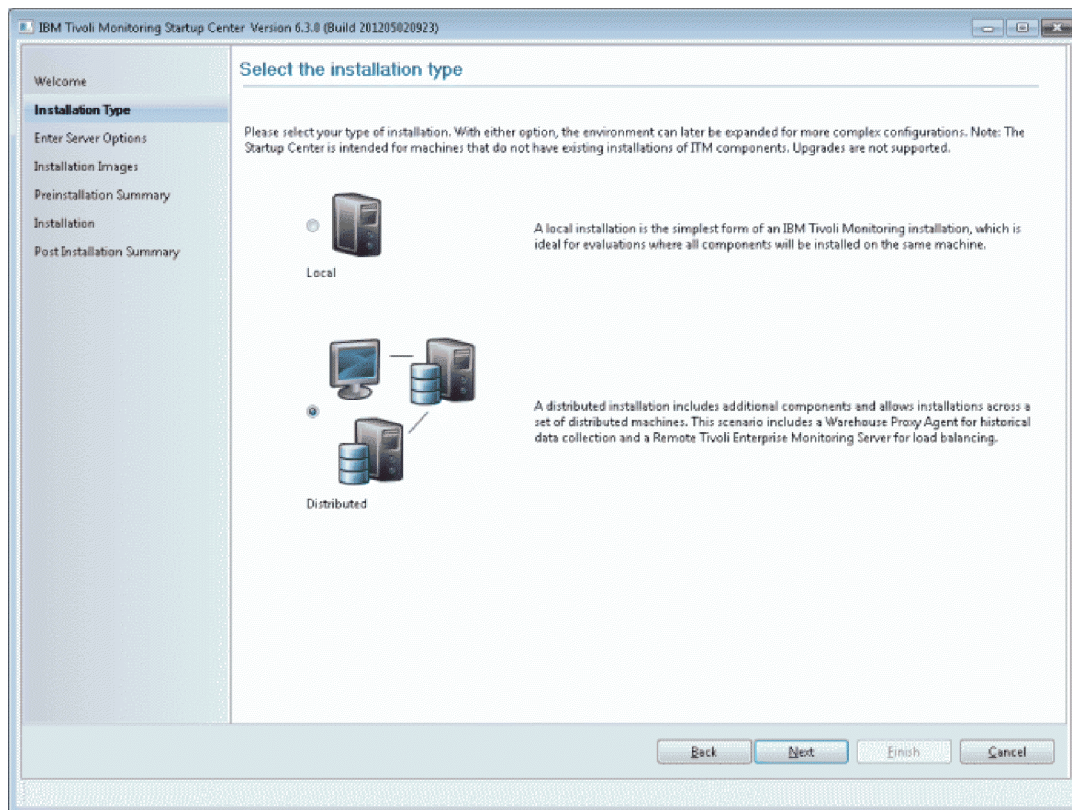 IBM Tivoli Monitoring Startup Center Version 6.3.0 (Build 201205020923)
Welcome
Installation Type
Enter Server Options
Installation Images
Preinstallation Summary
Installation
Post Installation Summary
Select the installation type
Please select your type of installation. With either option, the environment can later be expanded for more complex configurations. Note: The
Startup Center is intended for machines that do not have existing installations of ITM components. Upgrades are not supported.
A local installation is the simplest form of an IBM Tivoli Monitoring installation, which is
ideal for evaluations where all components will be installed on the same machine.
Local
A distributed installation includes additional components and allows installations across a
set of distributed machines. This scenario includes a Warehouse Proxy Agent for historical
data collection and a Remote Tivoli Enterprise Monitoring Server for load balancing.
Distributed
Back
Next
Finish
Cancel